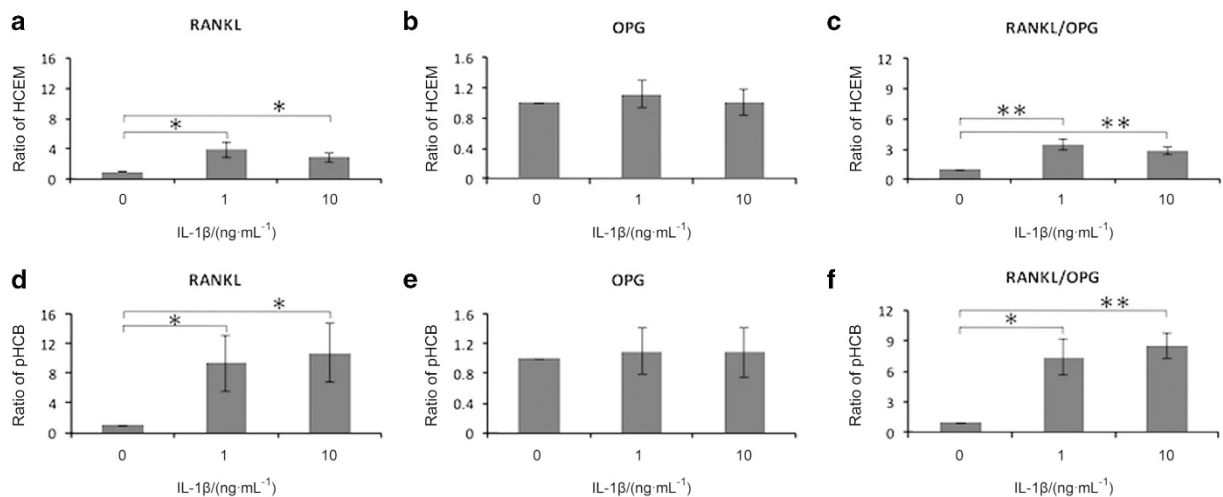 a
RANKL
Ratio of HCEM
16
12
8
4
0
*
*
0 1 10
IL-1β/(ng·mL⁻¹)
b
OPG
Ratio of HCEM
1.6
1.2
0.8
0.4
0
0 1 10
IL-1β/(ng·mL⁻¹)
c
RANKL/OPG
Ratio of HCEM
12
9
6
3
0
**
**
0 1 10
IL-1β/(ng·mL⁻¹)
d
RANKL
Ratio of pHCB
16
12
8
4
0
*
*
0 1 10
IL-1β/(ng·mL⁻¹)
e
OPG
Ratio of pHCB
1.6
1.2
0.8
0.4
0
0 1 10
IL-1β/(ng·mL⁻¹)
f
RANKL/OPG
Ratio of pHCB
12
9
6
3
0
**
*
0 1 10
IL-1β/(ng·mL⁻¹)